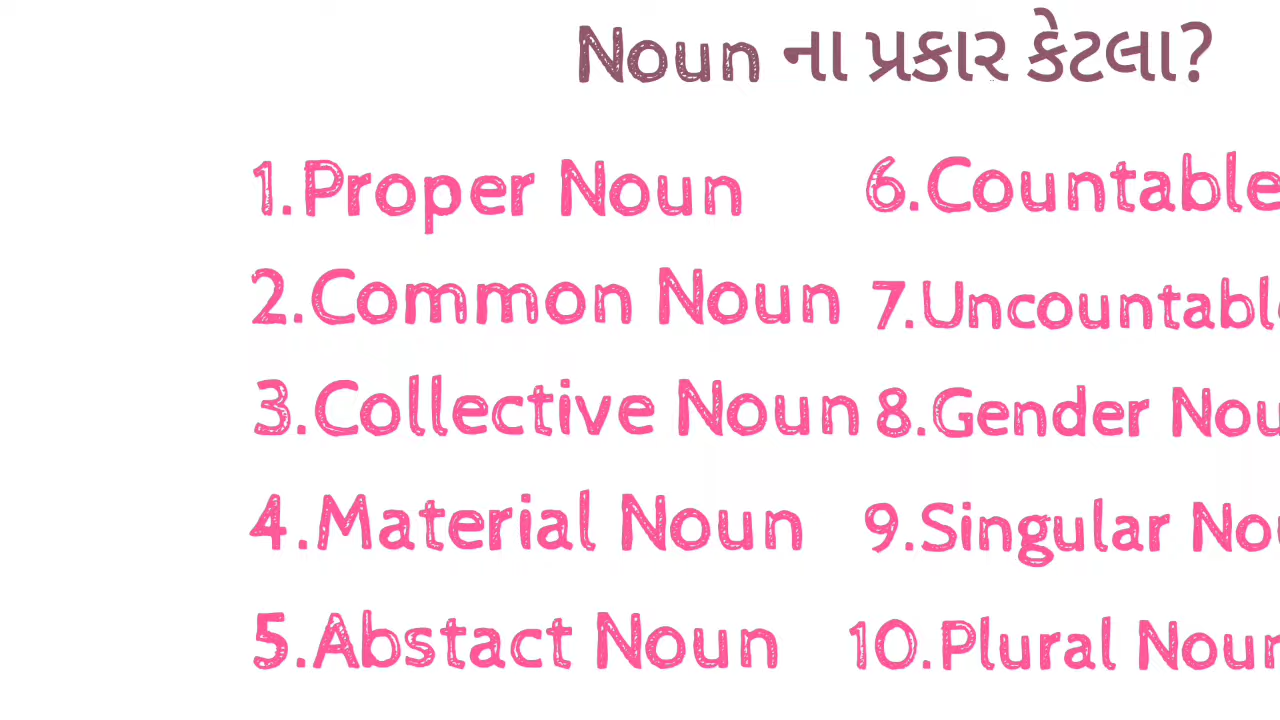 Noun ના પ્રકાર કેટલા?
1.Proper Noun
2.Common Noun
3.Collective Noun
4.Material Noun
5.Abstact Noun
6.Countable
7.Uncountabl
8.Gender Nou
9.Singular No
10.Plural Noun